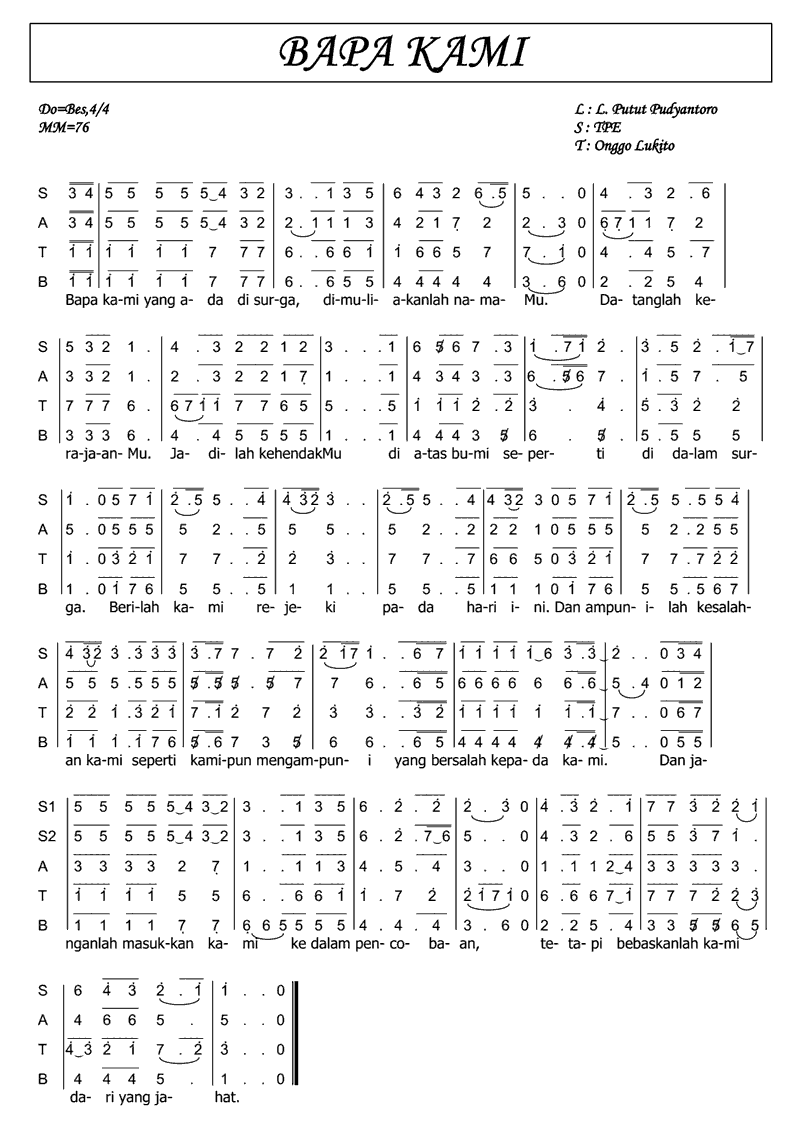 BAPA KAMI
Do=Bes,4/4
MM=76
L : L. Putut Pudyantoro
S : TPE
T : Onggo Lukito
S 3 4 5 5 5 5 5 4 3 2 3 . . 1 3 5 6 4 3 2 6 . 5 5 . . 0 4 . 3 2 . 6
A 3 4 5 5 5 5 5 4 3 2 2 . 1 1 1 3 4 2 1 7 2 2 . 3 0 6 7 1 1 7 2
T 1 1 1 1 1 1 7 7 7 6 . . 6 6 1 1 6 6 5 7 7 . 1 0 4 . 4 5 . 7
B 1 1 1 1 1 1 7 7 7 6 . . 6 5 5 4 4 4 4 4 3 . 6 0 2 . 2 5 4
Bapa ka-mi yang a- da di sur-ga, di-mu-li- a-kanlah na-ma- Mu. Da- tanglah ke-
S 5 3 2 1 . 4 . 3 2 2 1 2 3 . . . 1 6 5 6 7 . 3 1 . 7 1 2 . 3 . 5 2 . 1 7
A 3 3 2 1 . 2 . 3 2 2 1 7 1 . . . 1 4 3 4 3 . 3 6 . 5 6 7 . 1 . 5 7 . 5
T 7 7 7 6 . 6 7 1 1 7 7 6 5 5 . . . 5 1 1 1 2 . 2 3 . 4 . 5 . 3 2 2
B 3 3 3 6 . 4 . 4 5 5 5 5 1 . . . 1 4 4 4 3 5 6 . 5 . 5 . 5 5 5
ra-ja-an- Mu. Ja- di- lah kehendakMu di a-tas bu-mi se- per- ti di da-lam sur-
S 1 . 0 5 7 1 2 . 5 5 . . 4 4 3 2 3 . . 2 . 5 5 . . 4 4 3 2 3 0 5 7 1 2 . 5 5 . 5 5 4
A 5 . 0 5 5 5 5 2 . . 5 5 5 . . 5 2 . . 2 2 2 1 0 5 5 5 5 2 . 2 5 5
T 1 . 0 3 2 1 7 7 . . 2 2 3 . . 7 7 . . 7 6 6 5 0 3 2 1 7 7 . 7 2 2
B 1 . 0 1 7 6 5 5 . . 5 1 1 . . 5 5 . . 5 1 1 1 0 1 7 6 5 5 . 5 6 7
ga. Beri-lah ka- mi re- je- ki pa- da ha-ri i- ni. Dan ampun- i- lah kesalah-
S 4 3 2 3 . 3 3 3 3 . 7 7 . 7 2 2 1 7 1 . . 6 7 1 1 1 1 1 6 3 . 3 2 . . 0 3 4
A 5 5 5 . 5 5 5 5 . 5 5 . 5 7 7 6 . . 6 5 6 6 6 6 6 6 . 6 5 . 4 0 1 2
T 2 2 1 . 3 2 1 7 . 1 2 7 2 3 3 . . 3 2 1 1 1 1 1 1 . 1 7 . . 0 6 7
B 1 1 1 . 1 7 6 5 . 6 7 3 5 6 6 . . 6 5 4 4 4 4 4 4 . 4 5 . . 0 5 5
an ka-mi seperti kami-pun mengam-pun- i yang bersalah kepa- da ka- mi. Dan ja-
S1 5 5 5 5 5 4 3 2 3 . . 1 3 5 6 . 2 . 2 2 . 3 0 4 . 3 2 . 1 7 7 3 2 2 1
S2 5 5 5 5 5 4 3 2 3 . . 1 3 5 6 . 2 . 7 6 5 . . 0 4 . 3 2 . 6 5 5 3 7 1 .
A 3 3 3 3 2 7 1 . . 1 1 3 4 . 5 . 4 3 . . 0 1 . 1 1 2 4 3 3 3 3 3 .
T 1 1 1 1 5 5 6 . . 6 6 1 1 . 7 2 2 1 7 1 0 6 . 6 6 7 1 7 7 7 2 2 3
B 1 1 1 1 7 7 6 6 5 5 5 5 4 . 4 . 4 3 . 6 0 2 . 2 5 . 4 3 3 5 5 6 5
nganlah masuk-kan ka- mi ke dalam pen- co- ba- an, te- ta- pi bebaskanlah ka-mi
S 6 4 3 2 . 1 1 . . 0
A 4 6 6 5 . 5 . . 0
T 4 3 2 1 7 . 2 3 . . 0
B 4 4 4 5 . 1 . . 0
da- ri yang ja- hat.